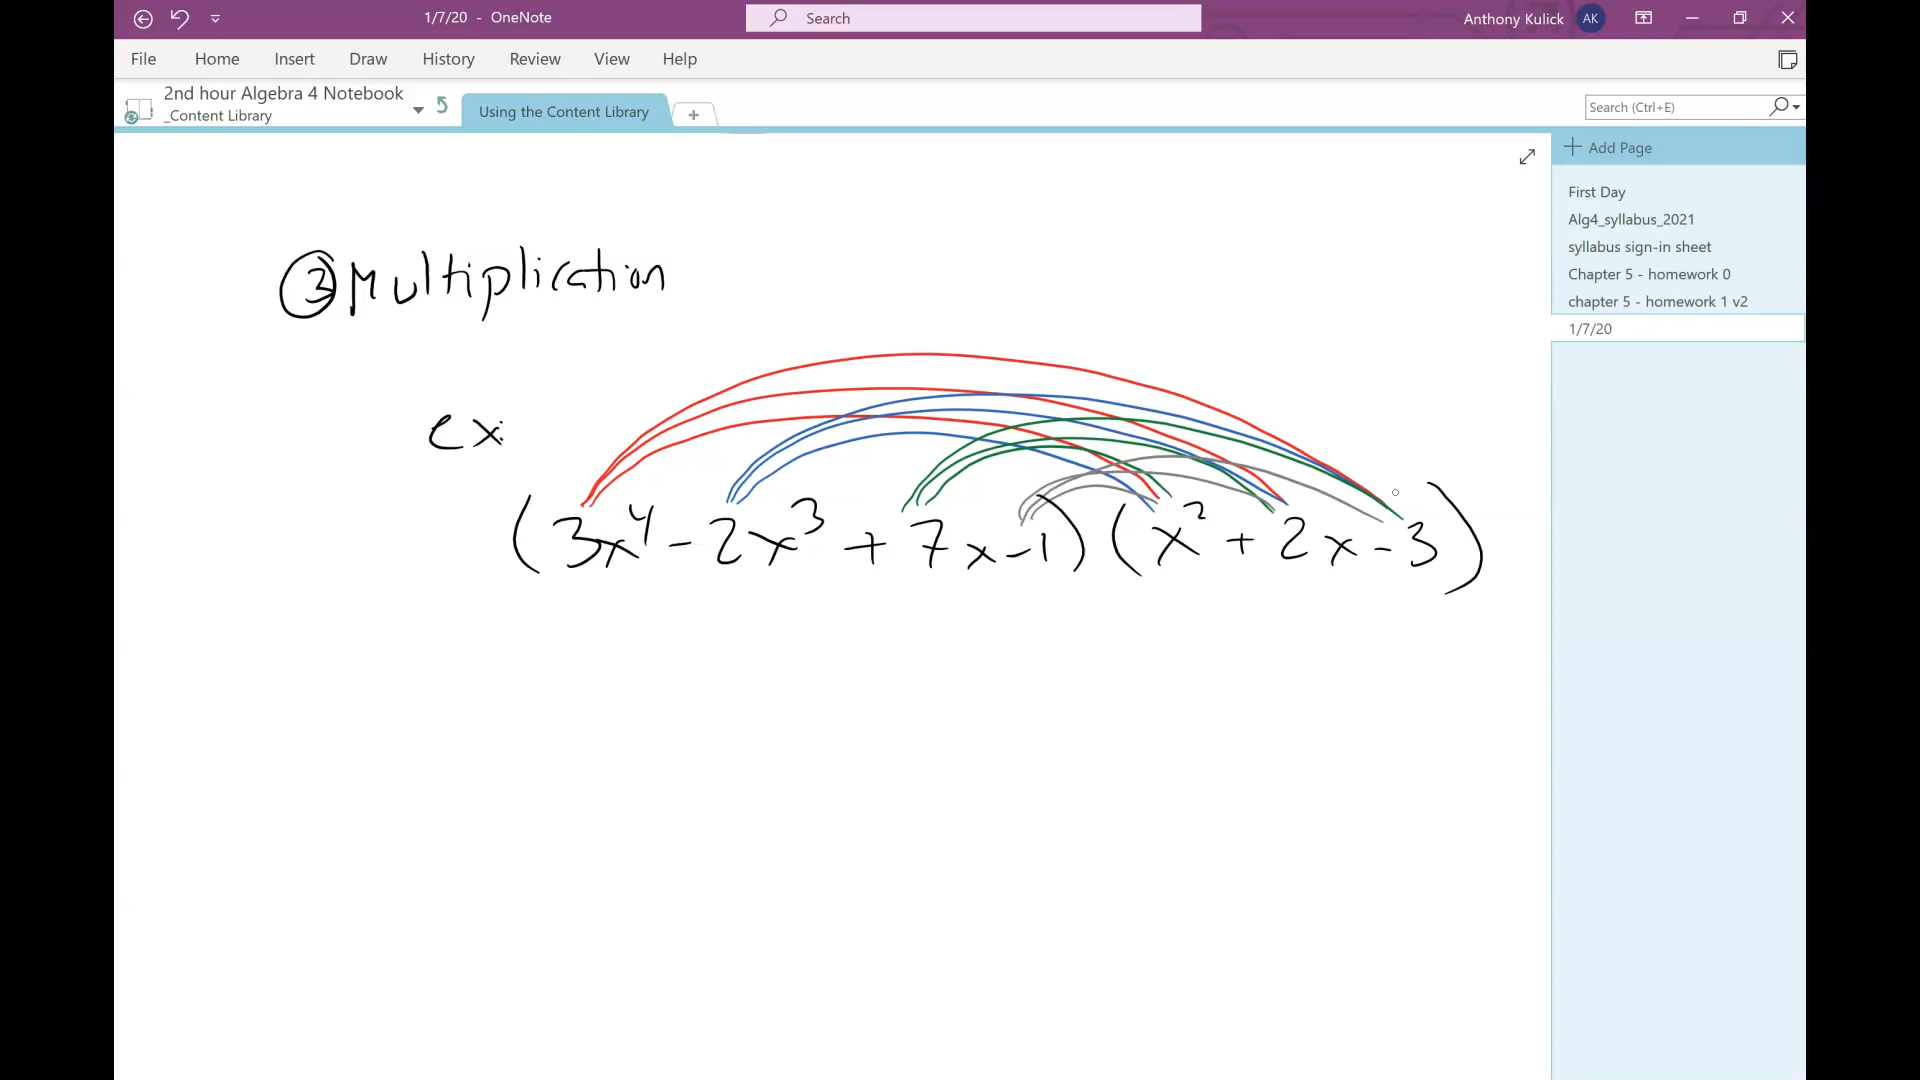 1/7/20 - OneNote
Search
Anthony Kulick AK
File Home Insert Draw History Review View Help
2nd hour Algebra 4 Notebook
_Content Library
Using the Content Library
+
Search (Ctrl+E)
+ Add Page
First Day
Alg4_syllabus_2021
syllabus sign-in sheet
Chapter 5 - homework 0
chapter 5 - homework 1 v2
1/7/20
③ Multiplication
ex:
(3x⁴ - 2x³ + 7x - 1)(x² + 2x - 3)